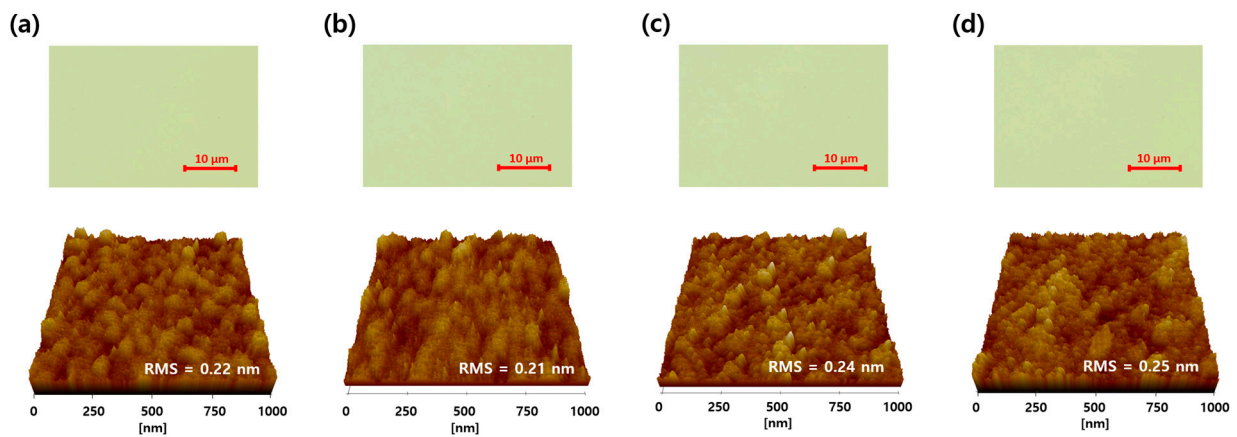 (a) (b) (c) (d)
10 μm 10 μm 10 μm 10 μm
RMS = 0.22 nm RMS = 0.21 nm RMS = 0.24 nm RMS = 0.25 nm
0 250 500 750 1000 0 250 500 750 1000 0 250 500 750 1000 0 250 500 750 1000
[nm] [nm] [nm] [nm]